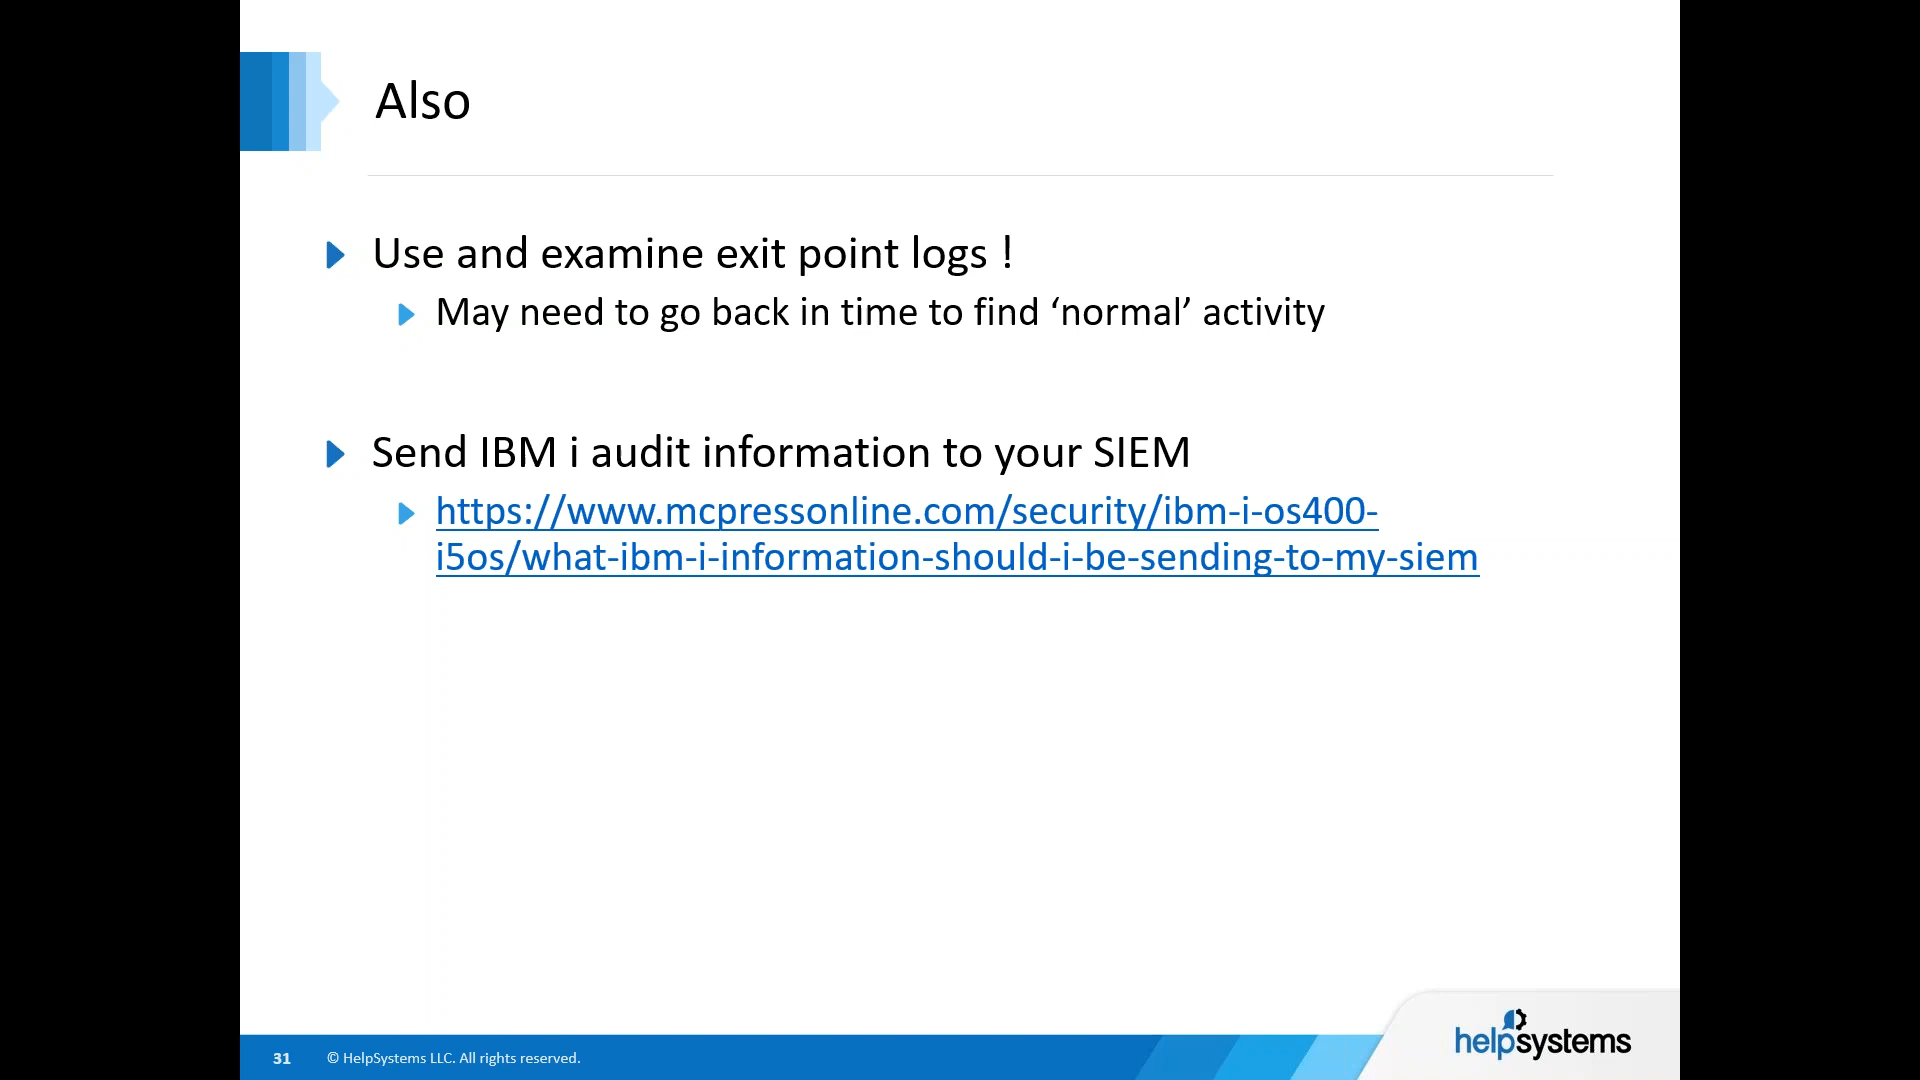 Also
Use and examine exit point logs !
May need to go back in time to find ‘normal’ activity
Send IBM i audit information to your SIEM
https://www.mcpressonline.com/security/ibm-i-os400-
i5os/what-ibm-i-information-should-i-be-sending-to-my-siem
31 © HelpSystems LLC. All rights reserved.
helpsystems